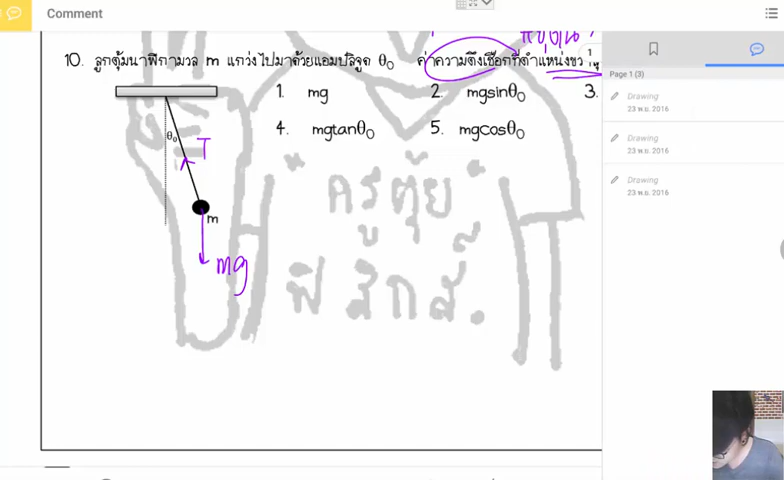 Comment
แขวน
10. ลูกตุ้มนาฬิกามวล m แกว่งไปมาด้วยแอมปลิจูด θ₀ ค่าความตึงเชือกที่ตำแหน่ง
1. mg 2. mgsinθ₀ 3.
4. mgtanθ₀ 5. mgcosθ₀
θ₀
T
m
mg
"ครูตุ้ย"
ฟิสิกส์.
1
Page 1 (3)
Drawing
23 พ.ย. 2016
Drawing
23 พ.ย. 2016
Drawing
23 พ.ย. 2016